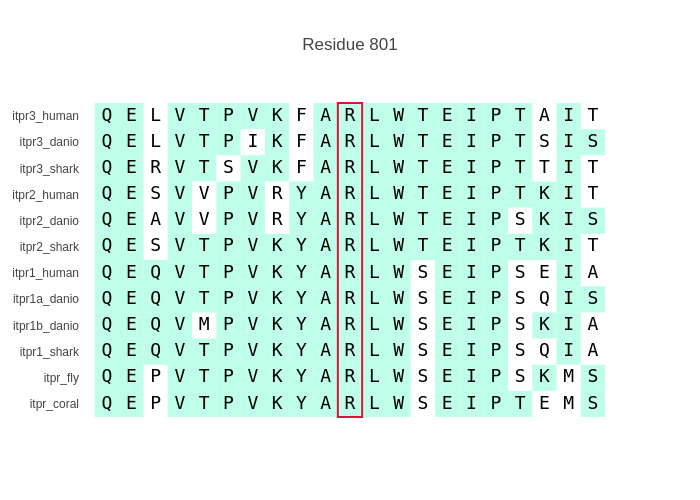 Residue 801
itpr3_human Q E L V T P V K F A R L W T E I P T A I T
itpr3_danio Q E L V T P I K F A R L W T E I P T S I S
itpr3_shark Q E R V T S V K F A R L W T E I P T T I T
itpr2_human Q E S V V P V R Y A R L W T E I P T K I T
itpr2_danio Q E A V V P V R Y A R L W T E I P S K I S
itpr2_shark Q E S V T P V K Y A R L W T E I P T K I T
itpr1_human Q E Q V T P V K Y A R L W S E I P S E I A
itpr1a_danio Q E Q V T P V K Y A R L W S E I P S Q I S
itpr1b_danio Q E Q V M P V K Y A R L W S E I P S K I A
itpr1_shark Q E Q V T P V K Y A R L W S E I P S Q I A
itpr_fly Q E P V T P V K Y A R L W S E I P S K M S
itpr_coral Q E P V T P V K Y A R L W S E I P T E M S